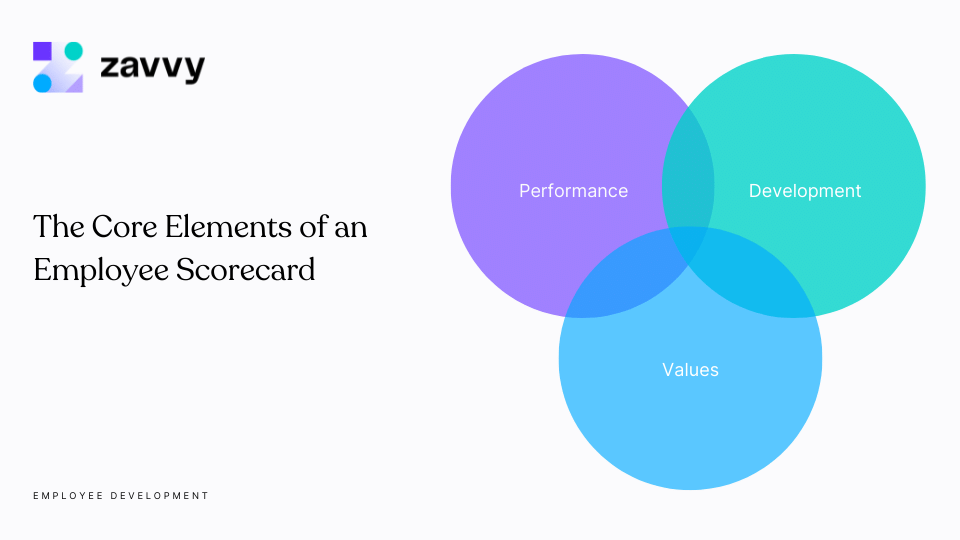 zavvy
The Core Elements of an
Employee Scorecard
Performance
Development
Values
EMPLOYEE DEVELOPMENT